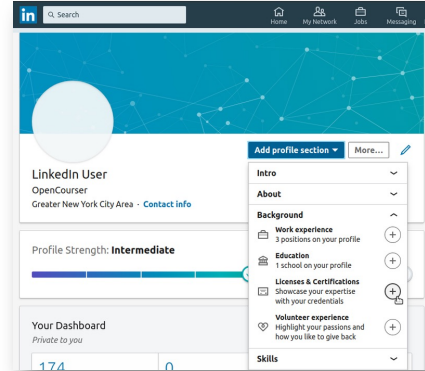 in
Search
Home
My Network
Jobs
Messaging
Add profile section
More...
LinkedIn User
OpenCourser
Greater New York City Area · Contact info
Intro
About
Background
Work experience
3 positions on your profile
Education
1 school on your profile
Licenses & Certifications
Showcase your expertise
with your credentials
Volunteer experience
Highlight your passions and
how you like to give back
Skills
Profile Strength: Intermediate
Your Dashboard
Private to you
174
0